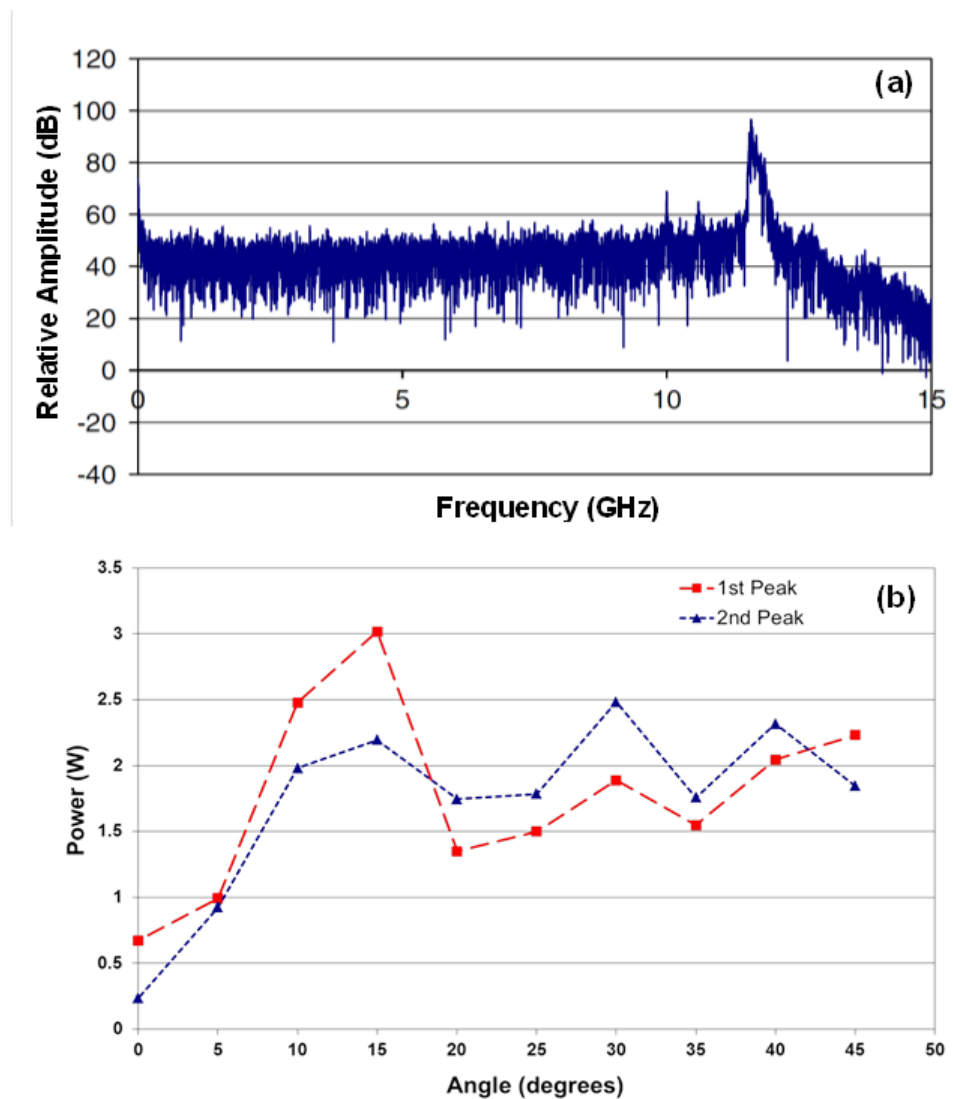 120
(a)
100
80
60
40
20
0
0 5 10 15
-20
-40
Relative Amplitude (dB)
Frequency (GHz)
3.5
1st Peak
(b)
2nd Peak
3
2.5
2
1.5
1
0.5
0
0 5 10 15 20 25 30 35 40 45 50
Power (W)
Angle (degrees)